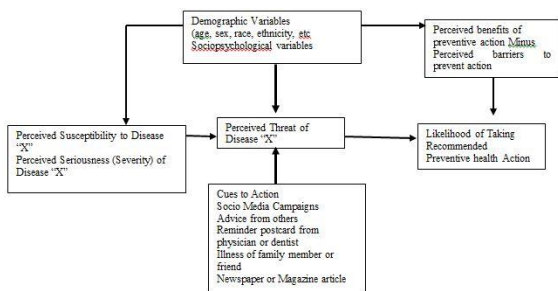 Demographic Variables
(age, sex, race, ethnicity, etc
Sociopsychological variables
Perceived benefits of
preventive action Minus
Perceived barriers to
prevent action
Perceived Susceptibility to Disease
“X”
Perceived Seriousness (Severity) of
Disease “X”
Perceived Threat of
Disease “X”
Likelihood of Taking
Recommended
Preventive health Action
Cues to Action
Socio Media Campaigns
Advice from others
Reminder postcard from
physician or dentist
Illness of family member or
friend
Newspaper or Magazine article